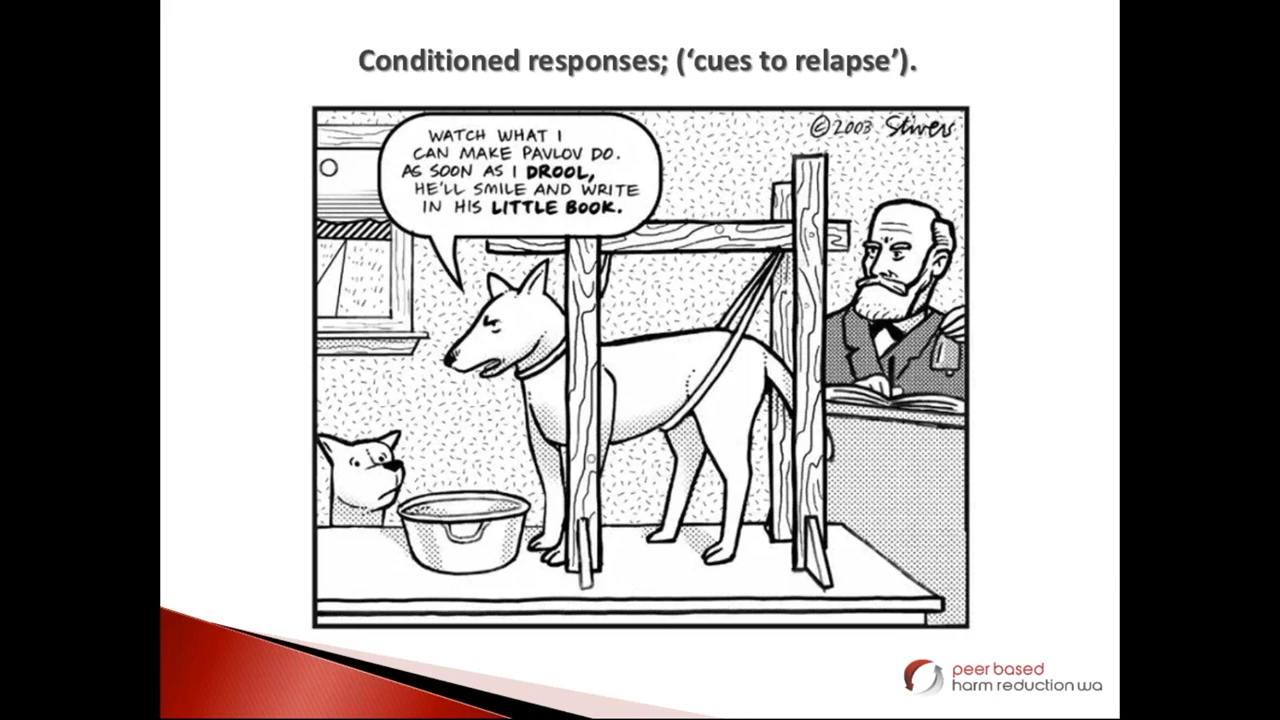 Conditioned responses; (‘cues to relapse’).
©2003 Stivers
WATCH WHAT I
CAN MAKE PAVLOV DO.
AS SOON AS I DROOL,
HE'LL SMILE AND WRITE
IN HIS LITTLE BOOK.
peer based
harm reduction wa